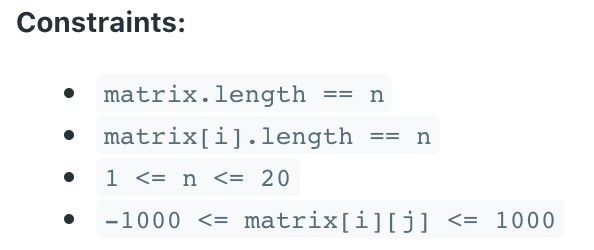 Constraints:
matrix.length == n
matrix[i].length == n
1 <= n <= 20
-1000 <= matrix[i][j] <= 1000